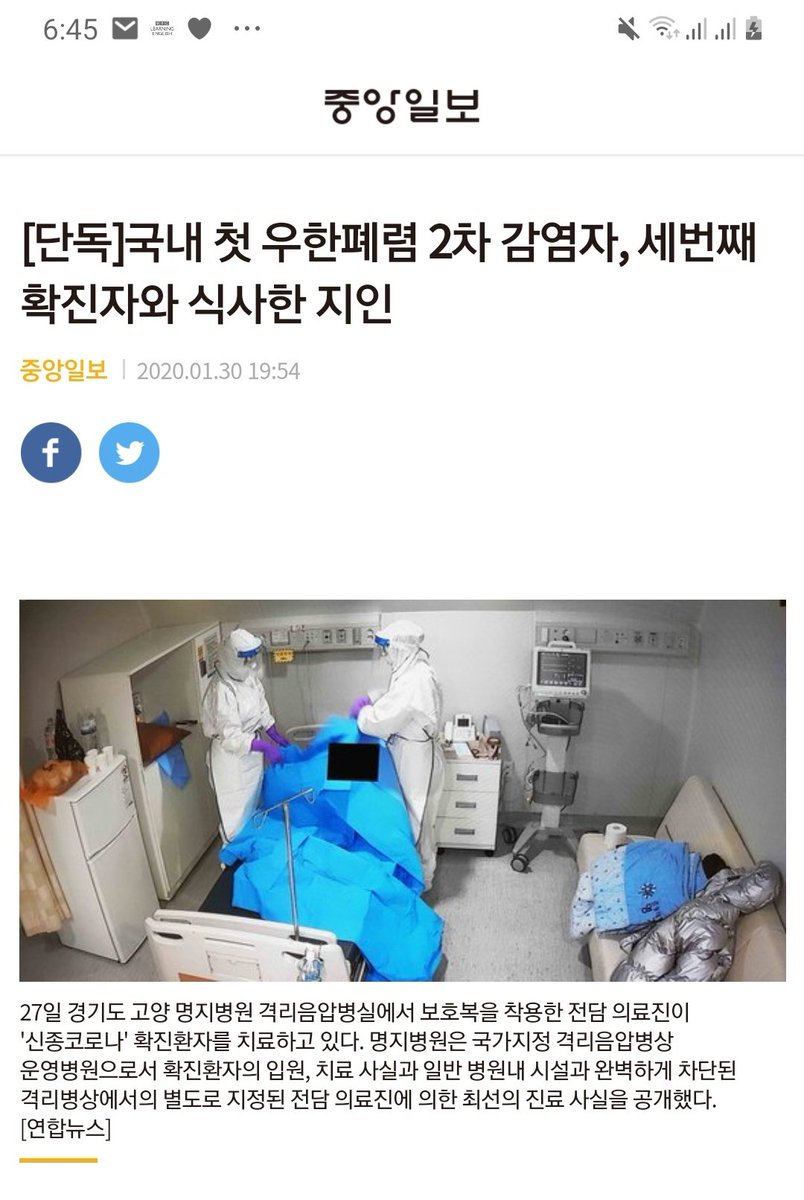 6:45
중앙일보
[단독]국내 첫 우한폐렴 2차 감염자, 세번째
확진자와 식사한 지인
중앙일보 | 2020.01.30 19:54
27일 경기도 고양 명지병원 격리음압병실에서 보호복을 착용한 전담 의료진이
'신종코로나' 확진환자를 치료하고 있다. 명지병원은 국가지정 격리음압병상
운영병원으로서 확진환자의 입원, 치료 사실과 일반 병원내 시설과 완벽하게 차단된
격리병상에서의 별도로 지정된 전담 의료진에 의한 최선의 진료 사실을 공개했다.
[연합뉴스]